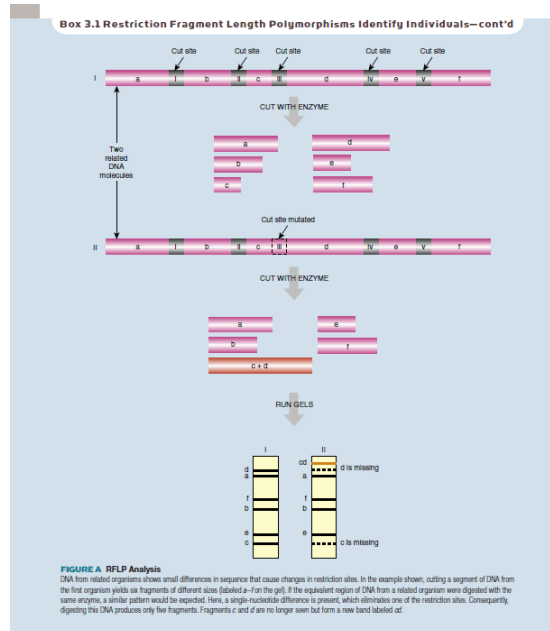 Box 3.1 Restriction Fragment Length Polymorphisms Identify Individuals—cont'd
Cut site Cut site Cut site Cut site Cut site
I a i b ii c iii d iv e v f
CUT WITH ENZYME
Two
related
DNA
molecules
a d
b e
c f
Cut site mutated
II a i b ii c iii d iv e v f
CUT WITH ENZYME
a e
b f
c + d
RUN GELS
I II
cd
d d is missing
a a
f f
b b
e e
c c is missing
FIGURE A RFLP Analysis
DNA from related organisms shows small differences in sequence that cause changes in restriction sites. In the example shown, cutting a segment of DNA from
the first organism yields six fragments of different sizes (labeled a–f on the gel). If the equivalent region of DNA from a related organism were digested with the
same enzyme, a similar pattern would be expected. Here, a single-nucleotide difference is present, which eliminates one of the restriction sites. Consequently,
digesting this DNA produces only five fragments. Fragments c and d are no longer seen but form a new band labeled cd.